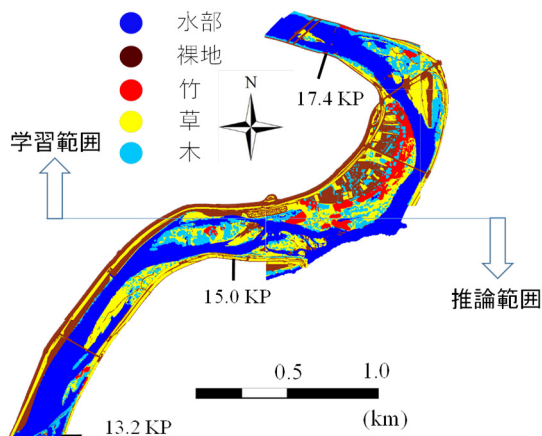 水部
裸地
竹
草
木
N
17.4 KP
学習範囲
15.0 KP
推論範囲
0.5
1.0
(km)
13.2 KP